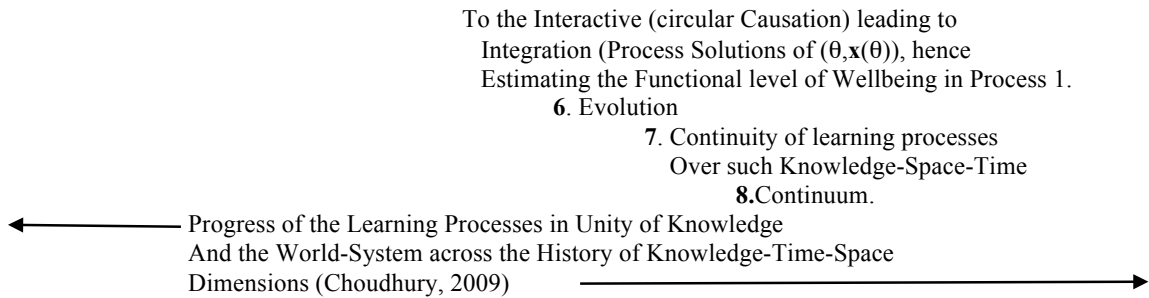 To the Interactive (circular Causation) leading to
Integration (Process Solutions of (θ,x(θ)), hence
Estimating the Functional level of Wellbeing in Process 1.
6. Evolution
7. Continuity of learning processes
Over such Knowledge-Space-Time
8.Continuum.
Progress of the Learning Processes in Unity of Knowledge
And the World-System across the History of Knowledge-Time-Space
Dimensions (Choudhury, 2009)